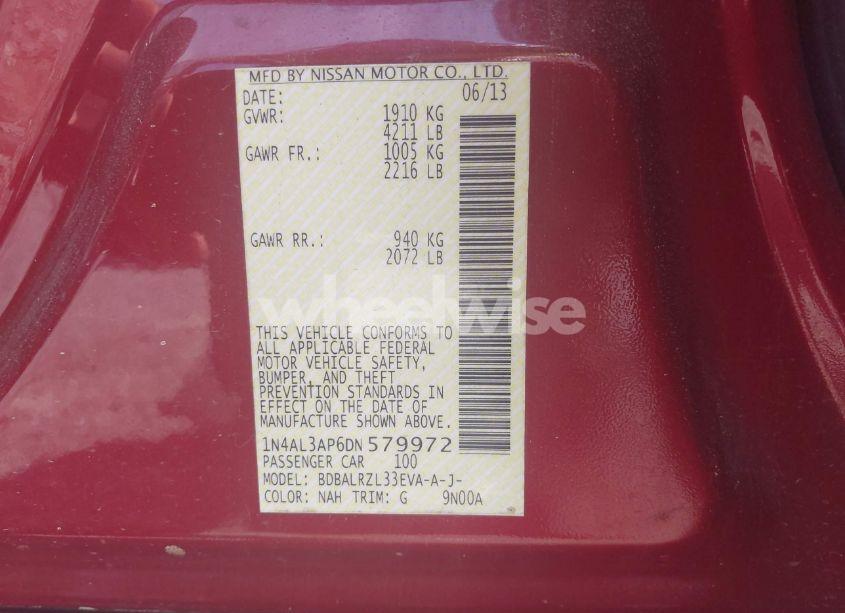 MFD BY NISSAN MOTOR CO., LTD.
DATE: 06/13
GVWR: 1910 KG
4211 LB
GAWR FR.: 1005 KG
2216 LB
GAWR RR.: 940 KG
2072 LB
wheelwise
THIS VEHICLE CONFORMS TO
ALL APPLICABLE FEDERAL
MOTOR VEHICLE SAFETY,
BUMPER, AND THEFT
PREVENTION STANDARDS IN
EFFECT ON THE DATE OF
MANUFACTURE SHOWN ABOVE.
1N4AL3AP6DN579972
PASSENGER CAR 100
MODEL: BDBALRZL33EVA-A-J-
COLOR: NAH TRIM: G 9N00A